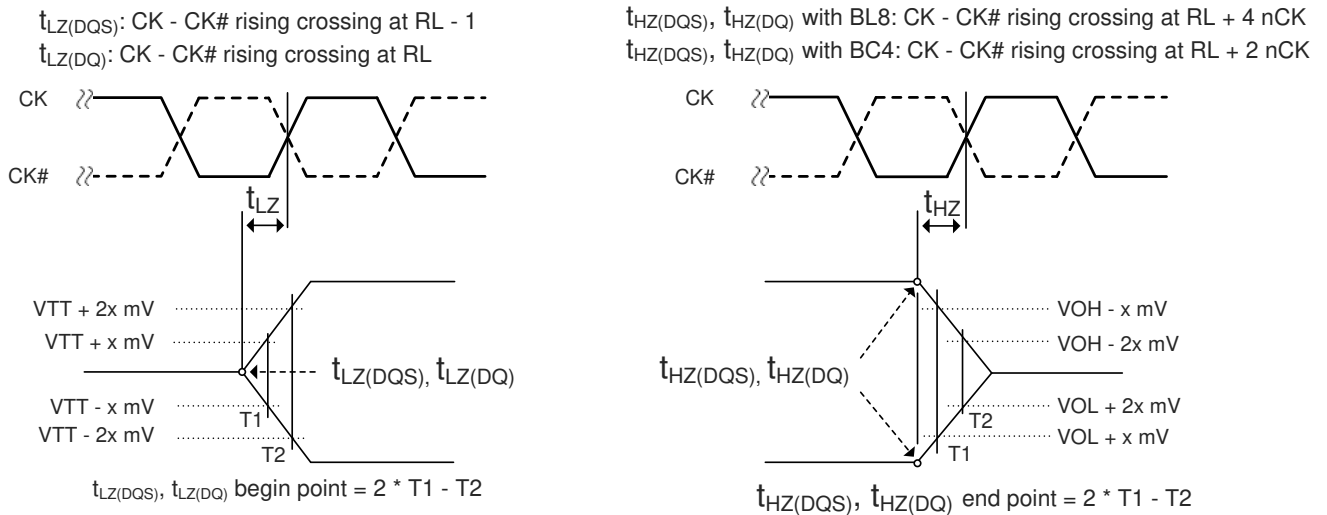 tLZ(DQS): CK - CK# rising crossing at RL - 1
tLZ(DQ): CK - CK# rising crossing at RL
CK
CK#
tLZ
VTT + 2x mV
VTT + x mV
tLZ(DQS), tLZ(DQ)
VTT - x mV
T1
VTT - 2x mV
T2
tLZ(DQS), tLZ(DQ) begin point = 2 * T1 - T2
tHZ(DQS), tHZ(DQ) with BL8: CK - CK# rising crossing at RL + 4 nCK
tHZ(DQS), tHZ(DQ) with BC4: CK - CK# rising crossing at RL + 2 nCK
CK
CK#
tHZ
VOH - x mV
VOH - 2x mV
tHZ(DQS), tHZ(DQ)
VOL + 2x mV
T2
VOL + x mV
T1
tHZ(DQS), tHZ(DQ) end point = 2 * T1 - T2